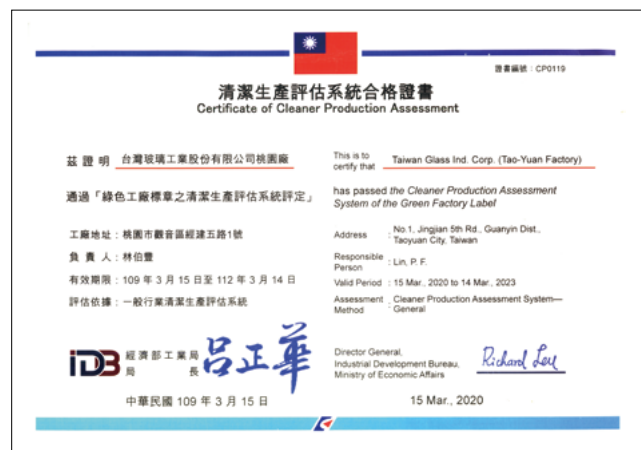 證書編號：CP0119
清潔生產評估系統合格證書
Certificate of Cleaner Production Assessment
茲證明 台灣玻璃工業股份有限公司桃園廠
通過「綠色工廠標章之清潔生產評估系統評定」
工廠地址：桃園市觀音區經建五路1號
負責人：林伯豐
有效期限：109 年 3 月 15 日至 112 年 3 月 14 日
評估依據：一般行業清潔生產評估系統
iDB 經濟部工業局
局長 呂正華
中華民國 109 年 3 月 15 日
This is to
certify that Taiwan Glass Ind. Corp. (Tao-Yuan Factory)
has passed the Cleaner Production Assessment
System of the Green Factory Label
Address : No.1, Jingjian 5th Rd., Guanyin Dist.,
Taoyuan City, Taiwan
Responsible
Person : Lin, P. F.
Valid Period : 15 Mar., 2020 to 14 Mar., 2023
Assessment
Method : Cleaner Production Assessment System—
General
Director General,
Industrial Development Bureau,
Ministry of Economic Affairs
Richard Leu
15 Mar., 2020